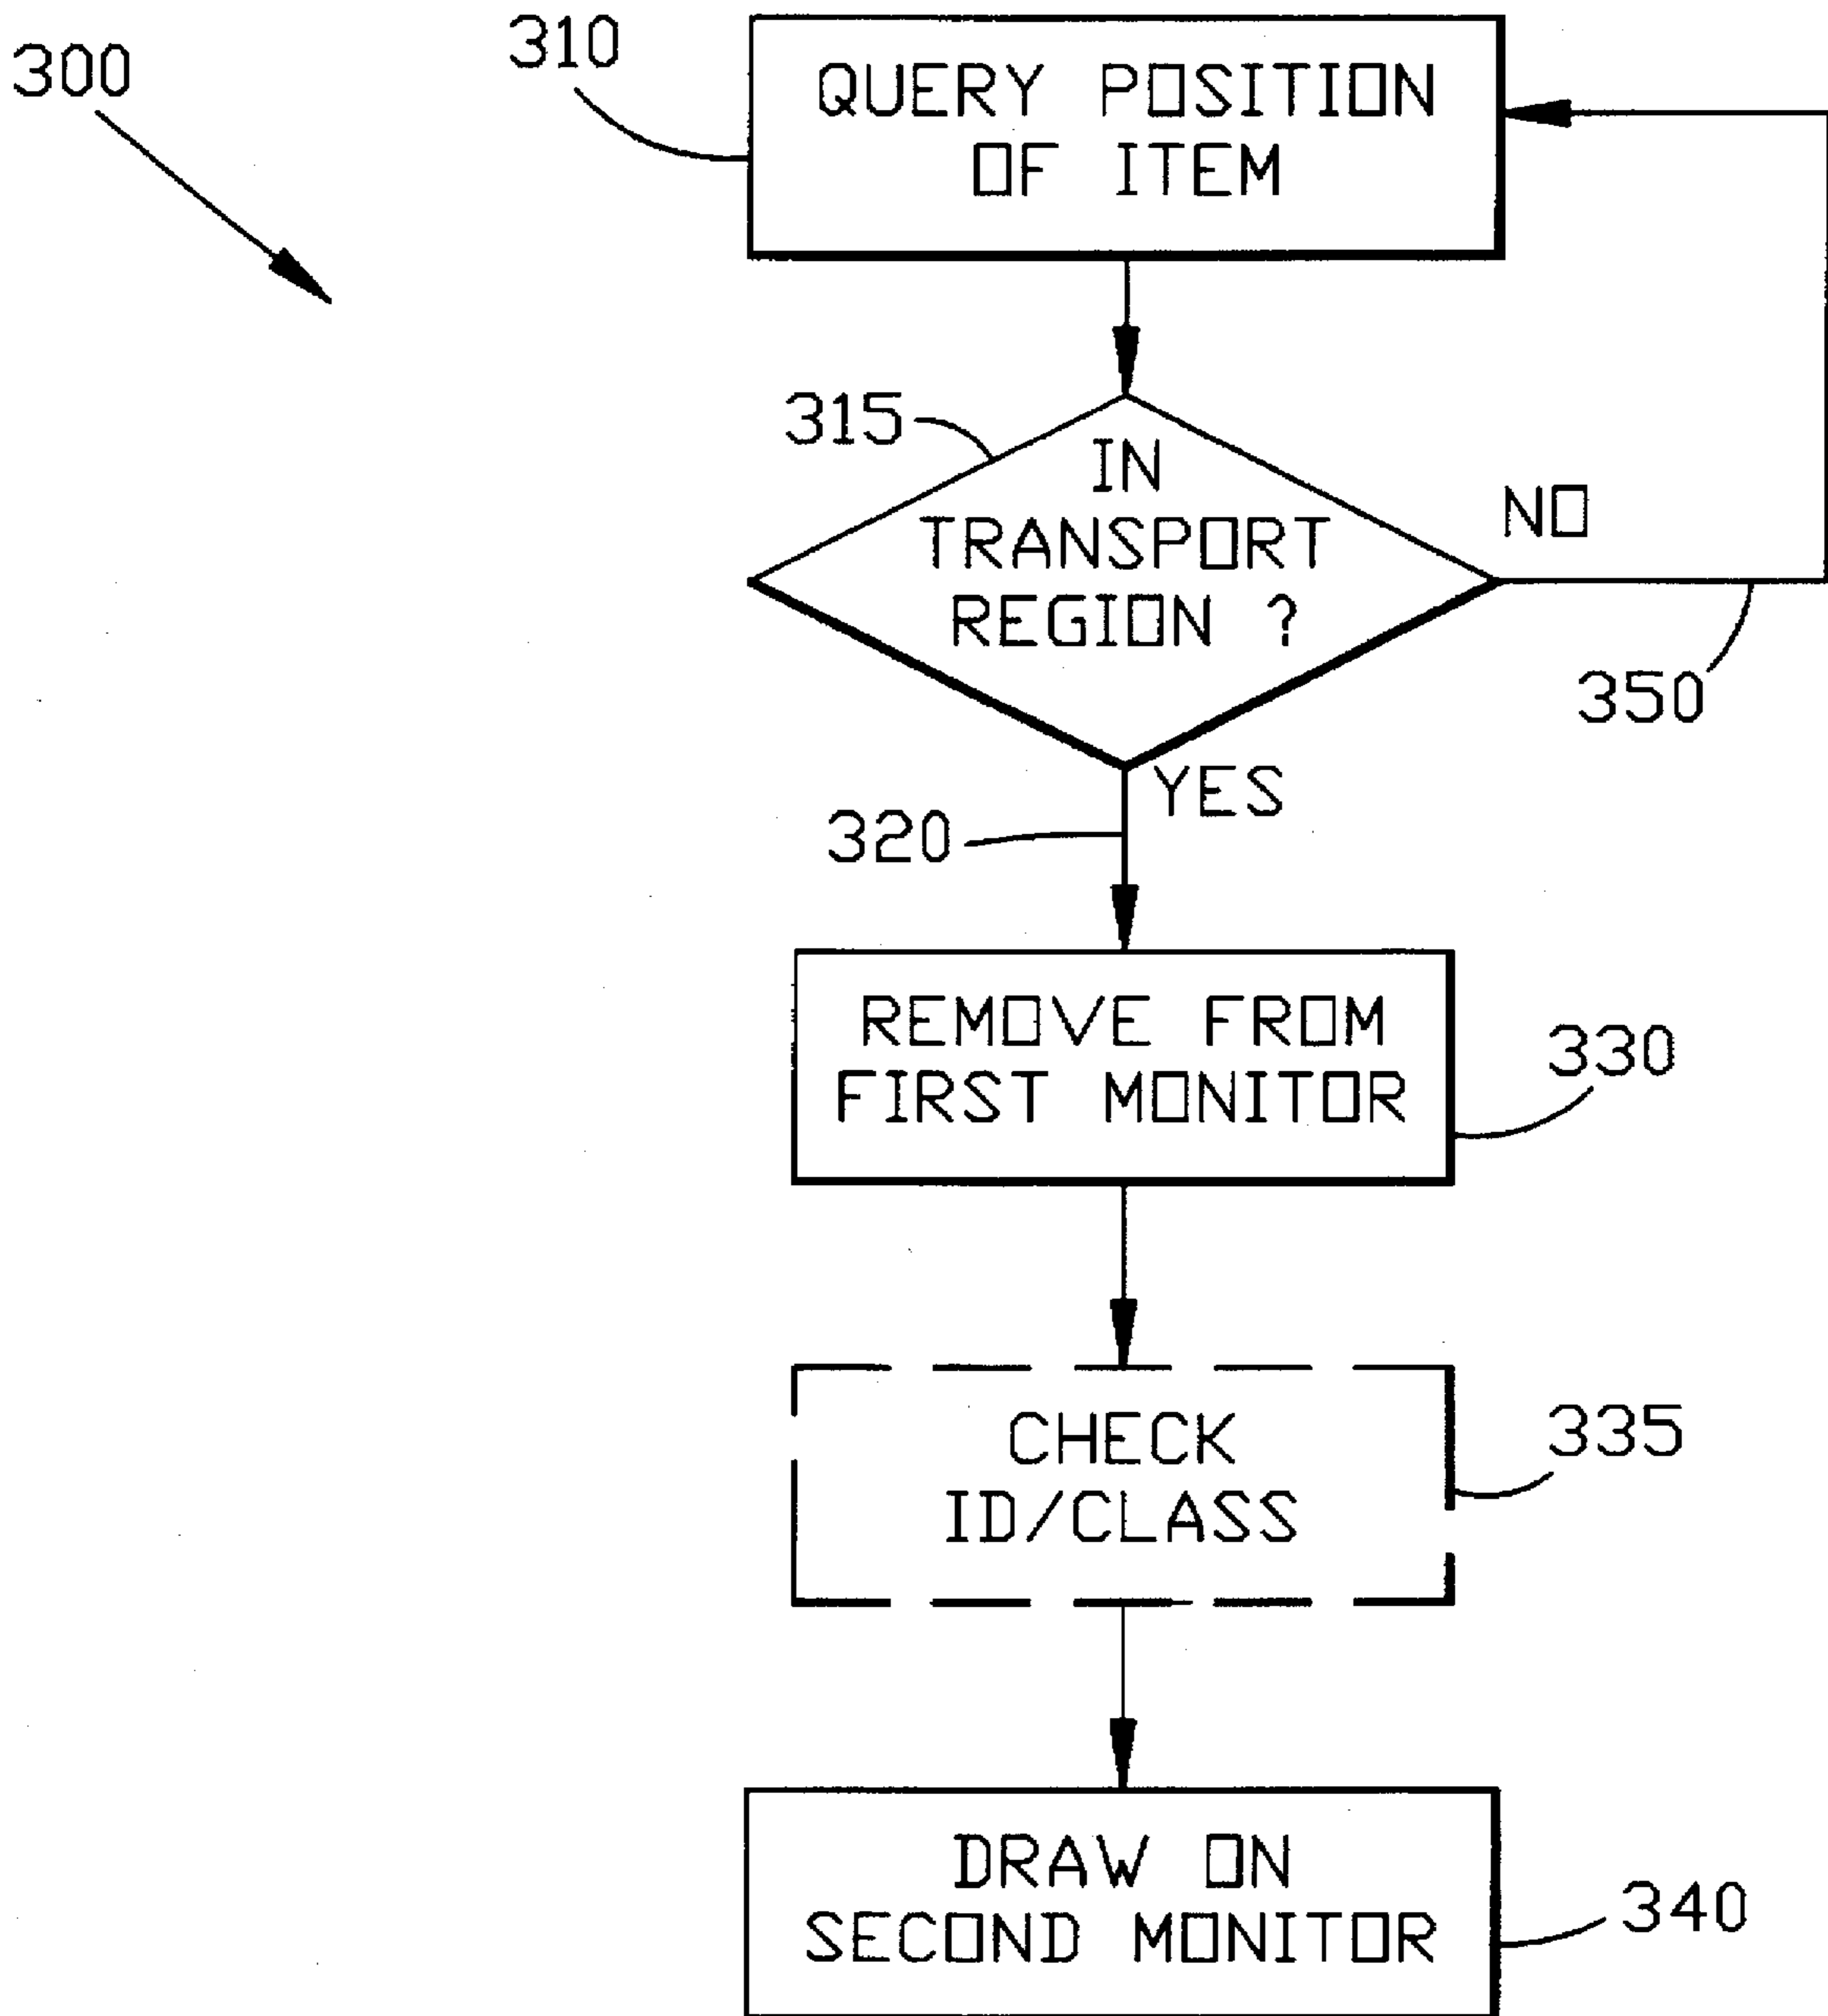 300
310
QUERY POSITION
OF ITEM
315
IN
TRANSPORT
REGION ?
NO
350
YES
320
REMOVE FROM
FIRST MONITOR
330
CHECK
ID/CLASS
335
DRAW ON
SECOND MONITOR
340